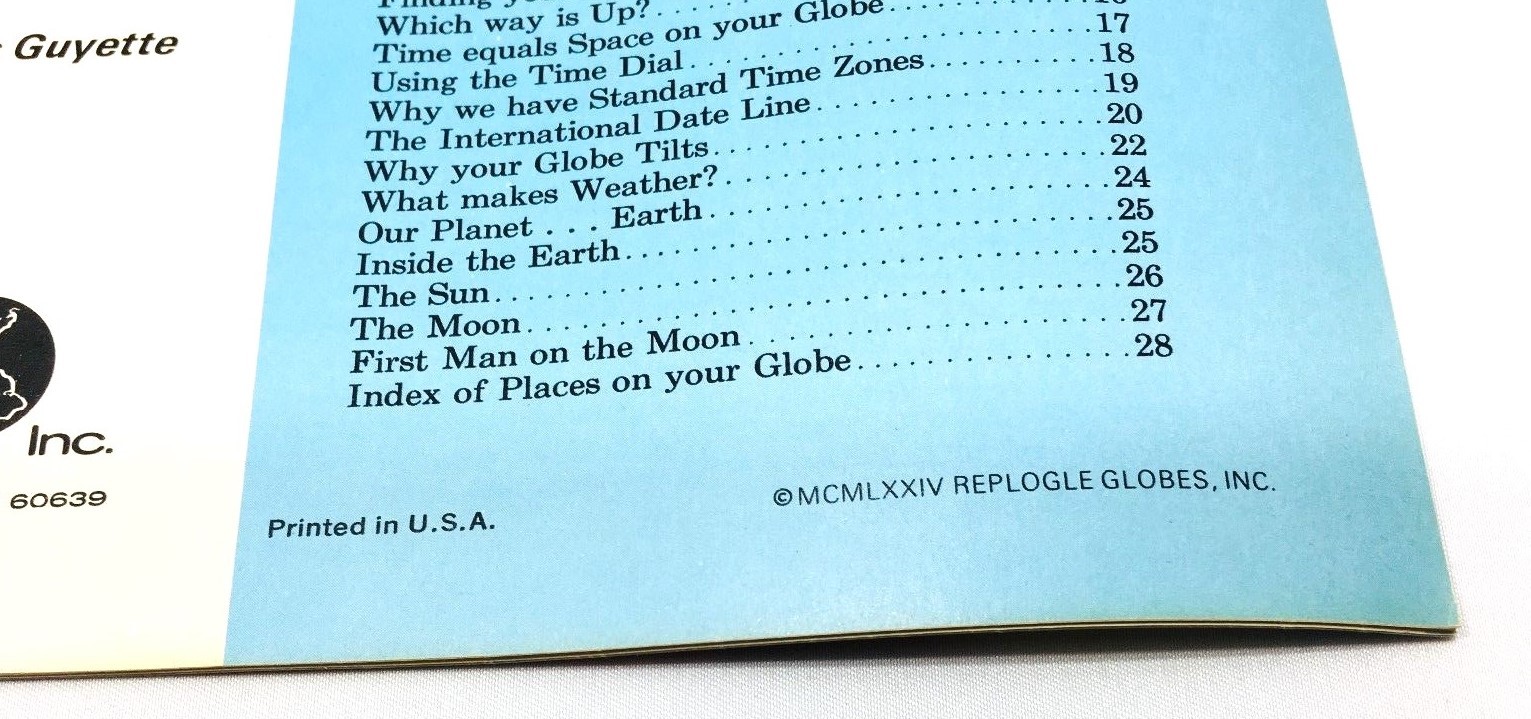 Guyette
Inc.
60639
Finding
Which way is Up? . . . .
Time equals Space on your Globe . . . . . . . . . . 16
Using the Time Dial . . . . . . . . . . . . . . . . . . 17
Why we have Standard Time Zones . . . . . . . . . . 18
The International Date Line . . . . . . . . . . . . . . 19
Why your Globe Tilts . . . . . . . . . . . . . . . . . . 20
What makes Weather? . . . . . . . . . . . . . . . . . . 22
Our Planet . . . Earth . . . . . . . . . . . . . . . . . . 24
Inside the Earth . . . . . . . . . . . . . . . . . . . . . 25
The Sun . . . . . . . . . . . . . . . . . . . . . . . . . . 25
The Moon . . . . . . . . . . . . . . . . . . . . . . . . . 26
First Man on the Moon . . . . . . . . . . . . . . . . . 27
Index of Places on your Globe . . . . . . . . . . . . 28
©MCMLXXIV REPLOGLE GLOBES, INC.
Printed in U.S.A.